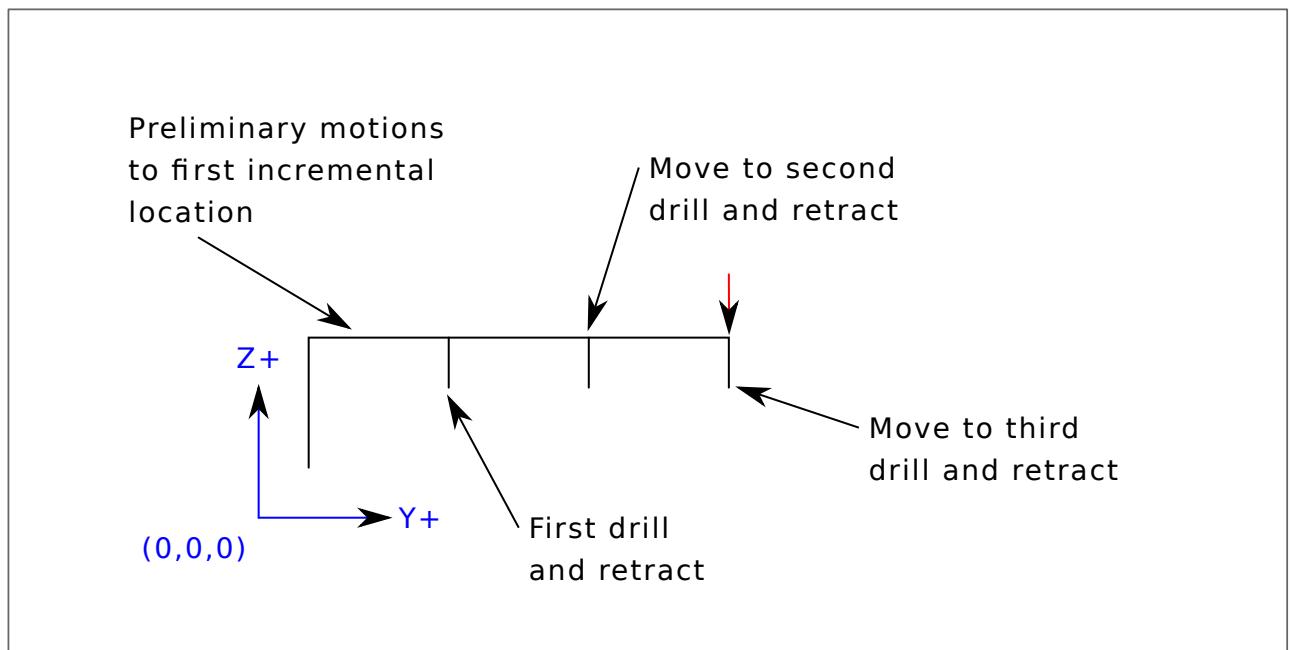 Preliminary motions
to first incremental
location
Move to second
drill and retract
Z+
Move to third
drill and retract
Y+
(0,0,0)
First drill
and retract